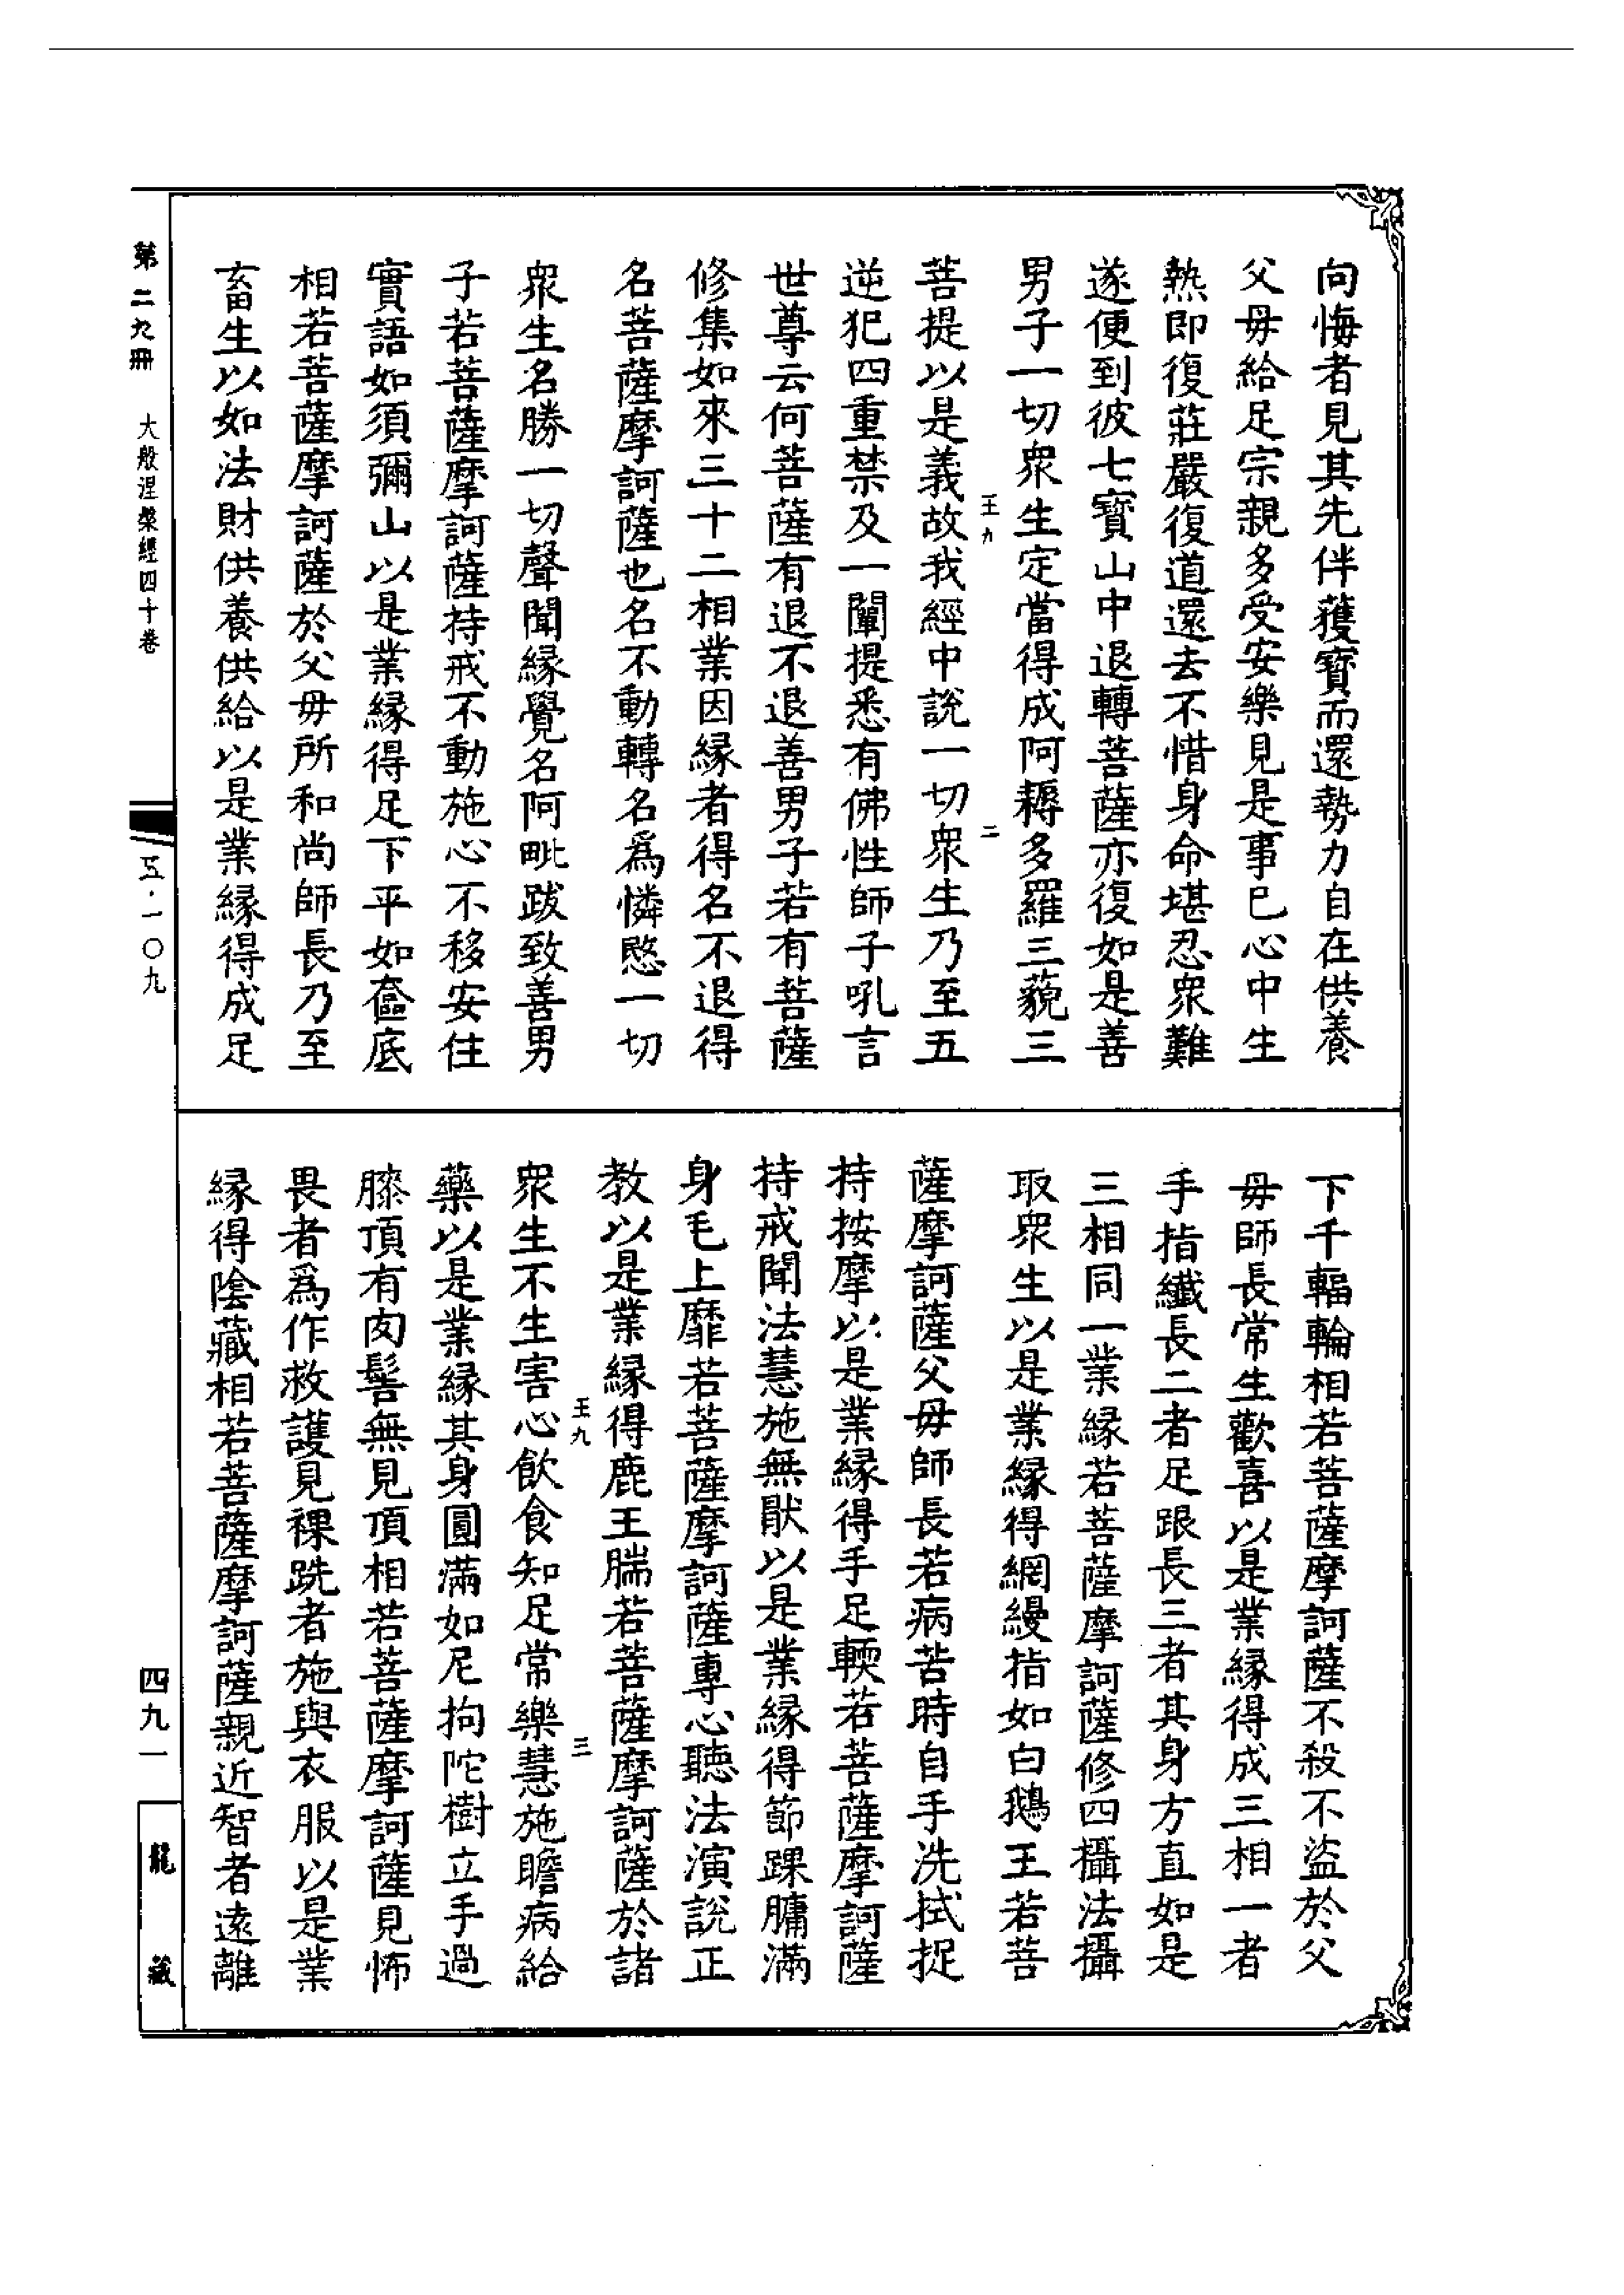 向悔者見其先伴獲寶而還勢力自在供養
父毋給足宗親多受安樂見是事巳心中生
熱即復莊嚴復道還去不惜身命堪忍衆難
遂便到彼七寶山中退轉菩薩亦復如是善
男子一切衆生定當得成阿耨多羅三藐三
王九 二
菩提以是義故我經中說一切衆生乃至五
逆犯四重禁及一闡提悉有佛性師子吼言
世尊云何菩薩有退不退善男子若有菩薩
修集如來三十二相業因緣者得名不退得
名菩薩摩訶薩也名不動轉名爲憐愍一切
衆生名勝一切聲聞緣覺名阿毗跋致善男
子若菩薩摩訶薩持戒不動施心不移安住
實語如須彌山以是業緣得足下平如奩底
相若菩薩摩訶薩於父毋所和尚師長乃至
畜生以如法財供養供給以是業緣得成足
下千輻輪相若菩薩摩訶薩不殺不盜於父
毋師長常生歡喜以是業緣得成三相一者
手指纖長二者足跟長三者其身方直如是
三相同一業緣若菩薩摩訶薩修四攝法攝
取衆生以是業緣得網縵指如白鵝王若菩
薩摩訶薩父毋師長若病苦時自手洗拭捉
持按摩以是業緣得手足輭若菩薩摩訶薩
持戒聞法慧施無猒以是業緣得節踝𦟛滿
身毛上靡若菩薩摩訶薩專心聽法演說正
教以是業緣得鹿王腨若菩薩摩訶薩於諸
王九 三
衆生不生害心飲食知足常樂慧施瞻病給
藥以是業緣其身圓滿如尼拘陀樹立手過
膝頂有肉髻無見頂相若菩薩摩訶薩見怖
畏者爲作救護見裸跣者施與衣服以是業
緣得陰藏相若菩薩摩訶薩親近智者遠離
第二九冊 大般涅槃經四十卷
五·一〇九
四九一
龍藏